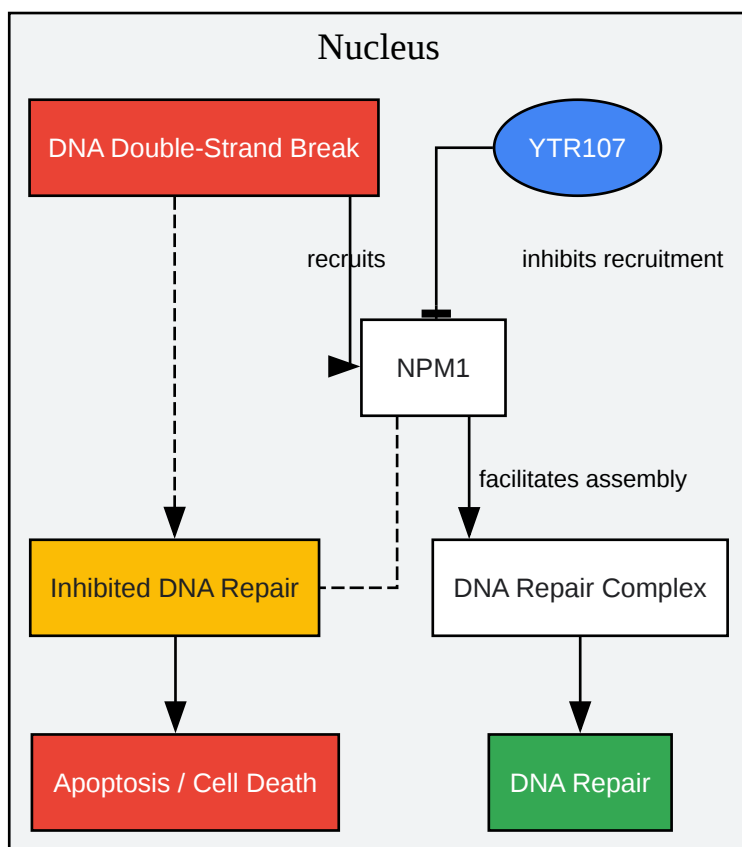 Nucleus
DNA Double-Strand Break
YTR107
recruits
inhibits recruitment
NPM1
facilitates assembly
Inhibited DNA Repair
DNA Repair Complex
Apoptosis / Cell Death
DNA Repair